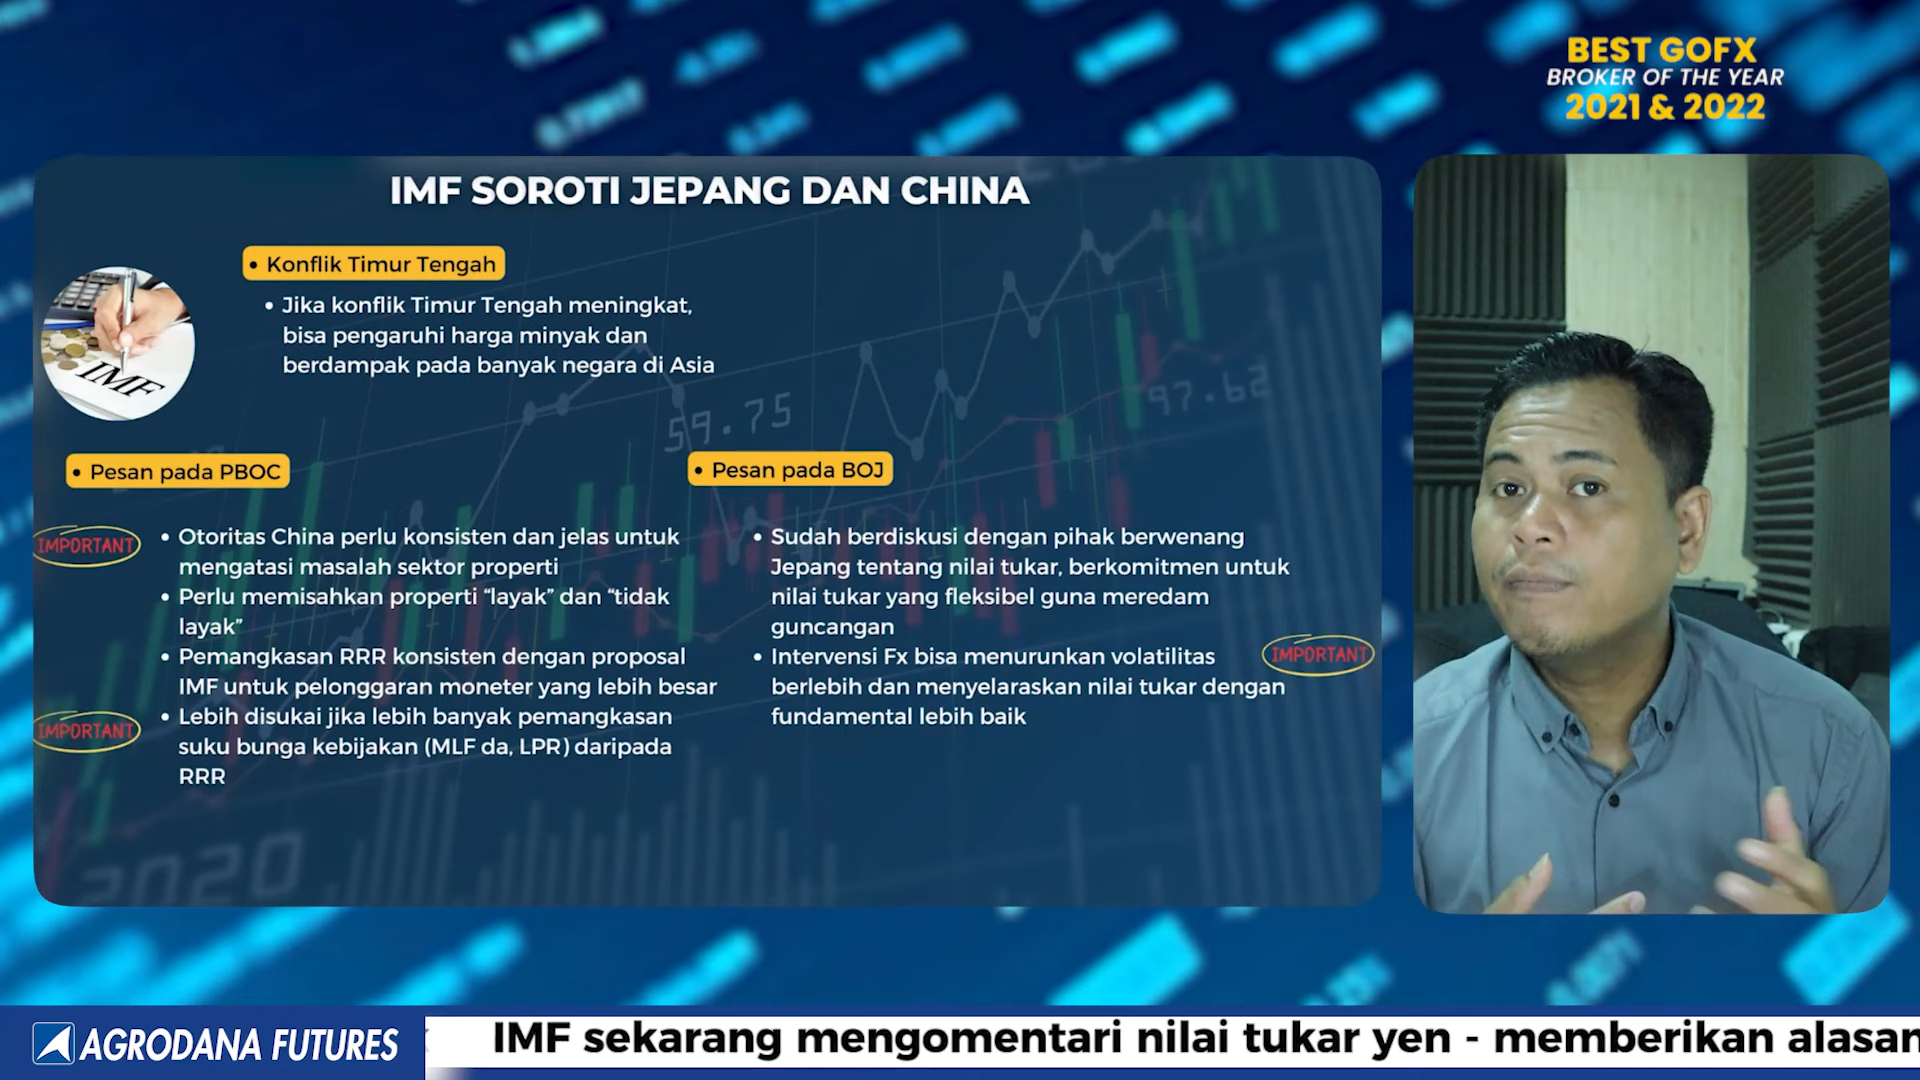 BEST GOFX
BROKER OF THE YEAR
2021 & 2022
IMF SOROTI JEPANG DAN CHINA
• Konflik Timur Tengah
• Jika konflik Timur Tengah meningkat,
bisa pengaruhi harga minyak dan
berdampak pada banyak negara di Asia
IMF
59.75
97.62
• Pesan pada PBOC
IMPORTANT
• Otoritas China perlu konsisten dan jelas untuk
mengatasi masalah sektor properti
• Perlu memisahkan properti “layak” dan “tidak
layak”
• Pemangkasan RRR konsisten dengan proposal
IMF untuk pelonggaran moneter yang lebih besar
IMPORTANT
• Lebih disukai jika lebih banyak pemangkasan
suku bunga kebijakan (MLF da, LPR) daripada
RRR
• Pesan pada BOJ
• Sudah berdiskusi dengan pihak berwenang
Jepang tentang nilai tukar, berkomitmen untuk
nilai tukar yang fleksibel guna meredam
guncangan
• Intervensi Fx bisa menurunkan volatilitas
berlebih dan menyelaraskan nilai tukar dengan
fundamental lebih baik
IMPORTANT
2020
AGRODANA FUTURES
IMF sekarang mengomentari nilai tukar yen - memberikan alasan